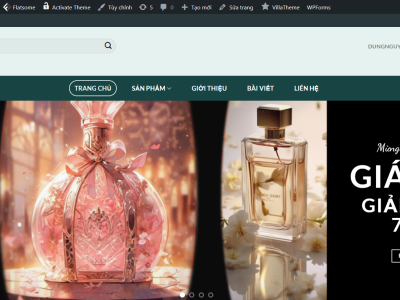 Flatsome Activate Theme Tùy chỉnh 5 0 Tạo mới Sửa trang VillaTheme WPForms
DUNGNGUY
TRANG CHỦ SẢN PHẨM GIỚI THIỆU BÀI VIẾT LIÊN HỆ
Mừng
GIÁ
GIẢ
7